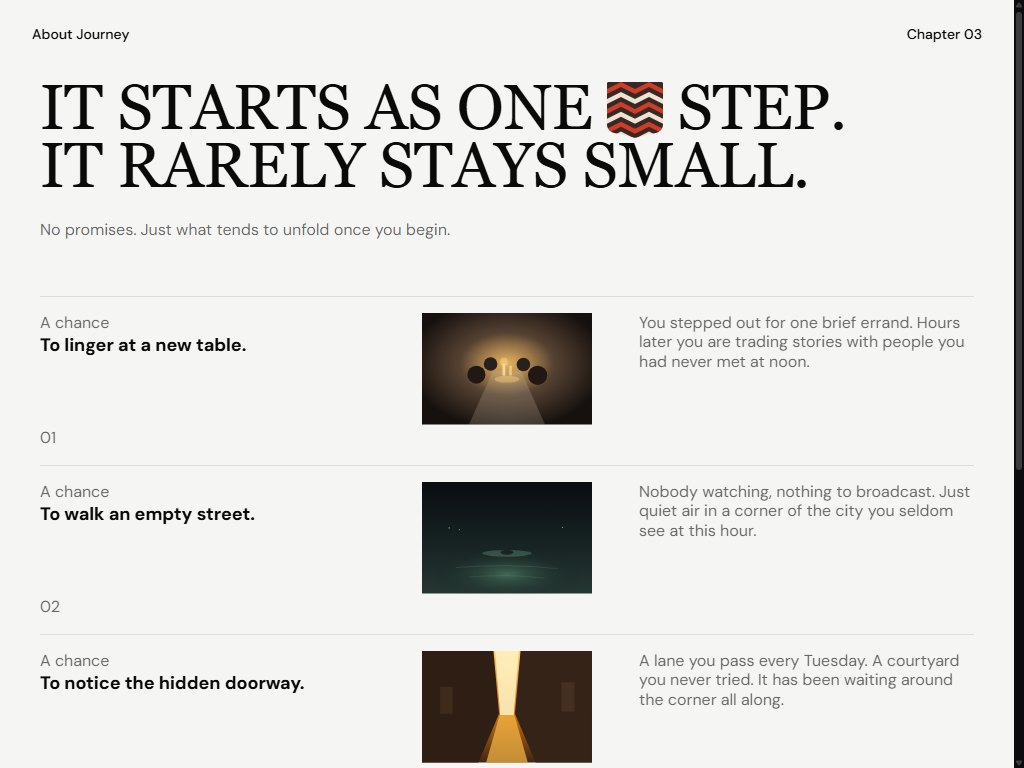 About Journey
Chapter 03
IT STARTS AS ONE STEP.
IT RARELY STAYS SMALL.
No promises. Just what tends to unfold once you begin.
A chance
To linger at a new table.
01
You stepped out for one brief errand. Hours
later you are trading stories with people you
had never met at noon.
A chance
To walk an empty street.
02
Nobody watching, nothing to broadcast. Just
quiet air in a corner of the city you seldom
see at this hour.
A chance
To notice the hidden doorway.
A lane you pass every Tuesday. A courtyard
you never tried. It has been waiting around
the corner all along.